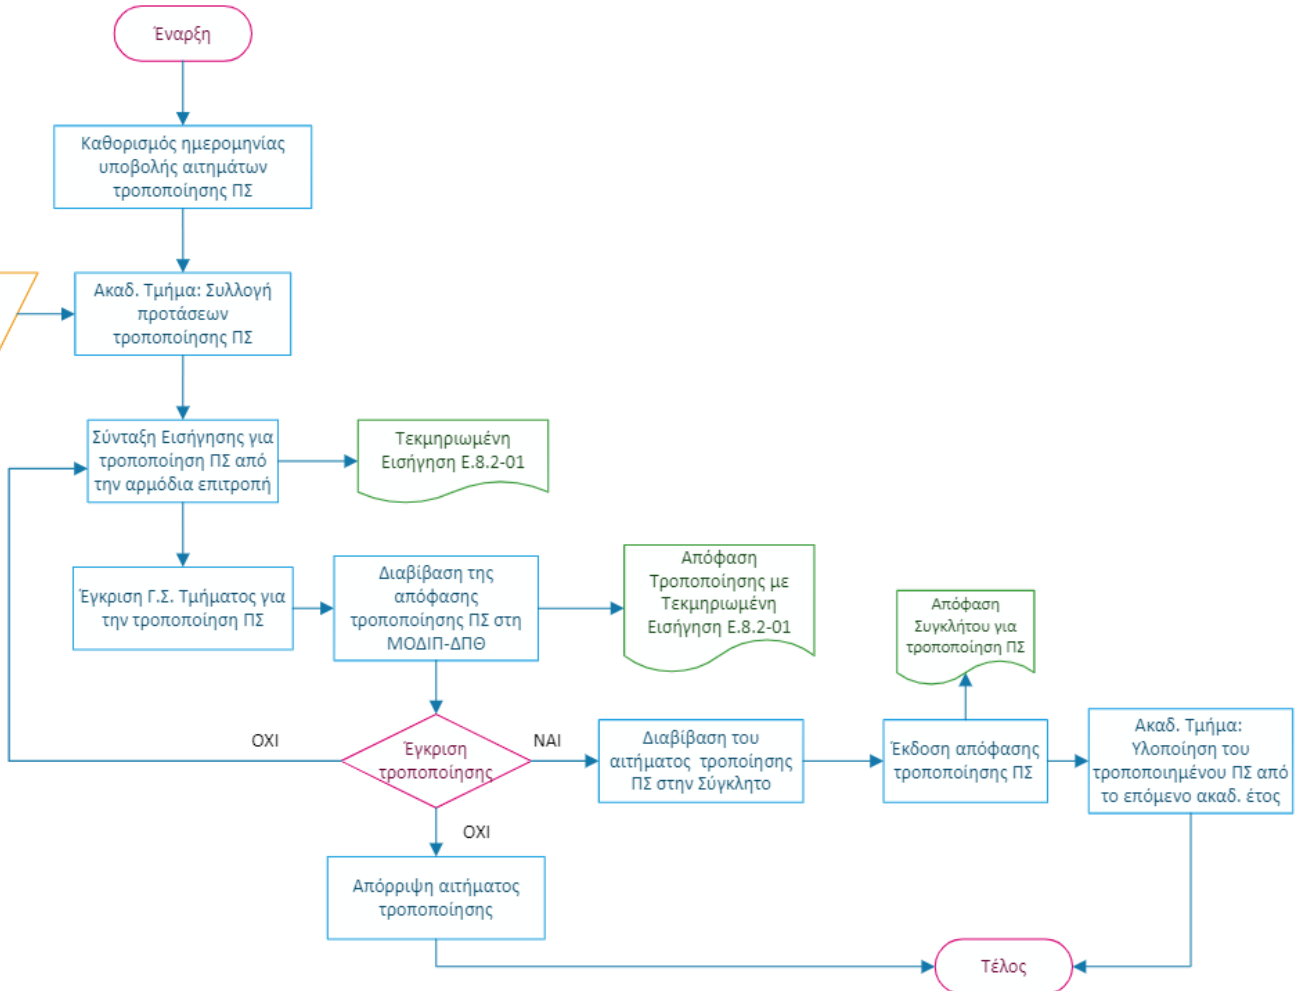 Έναρξη
Καθορισμός ημερομηνίας
υποβολής αιτημάτων
τροποποίησης ΠΣ
Ακαδ. Τμήμα: Συλλογή
προτάσεων
τροποποίησης ΠΣ
Σύνταξη Εισήγησης για
τροποποίηση ΠΣ από
την αρμόδια επιτροπή
Τεκμηριωμένη
Εισήγηση Ε.8.2-01
Έγκριση Γ.Σ. Τμήματος για
την τροποποίηση ΠΣ
Διαβίβαση της
απόφασης
τροποποίησης ΠΣ στη
ΜΟΔΙΠ-ΔΠΘ
Απόφαση
Τροποποίησης με
Τεκμηριωμένη
Εισήγηση Ε.8.2-01
Απόφαση
Συγκλήτου για
τροποποίηση ΠΣ
ΟΧΙ
Έγκριση
τροποποίησης
ΝΑΙ
Διαβίβαση του
αιτήματος τροποίησης
ΠΣ στην Σύγκλητο
Έκδοση απόφασης
τροποποίησης ΠΣ
Ακαδ. Τμήμα:
Υλοποίηση του
τροποποιημένου ΠΣ από
το επόμενο ακαδ. έτος
ΟΧΙ
Απόρριψη αιτήματος
τροποποίησης
Τέλος